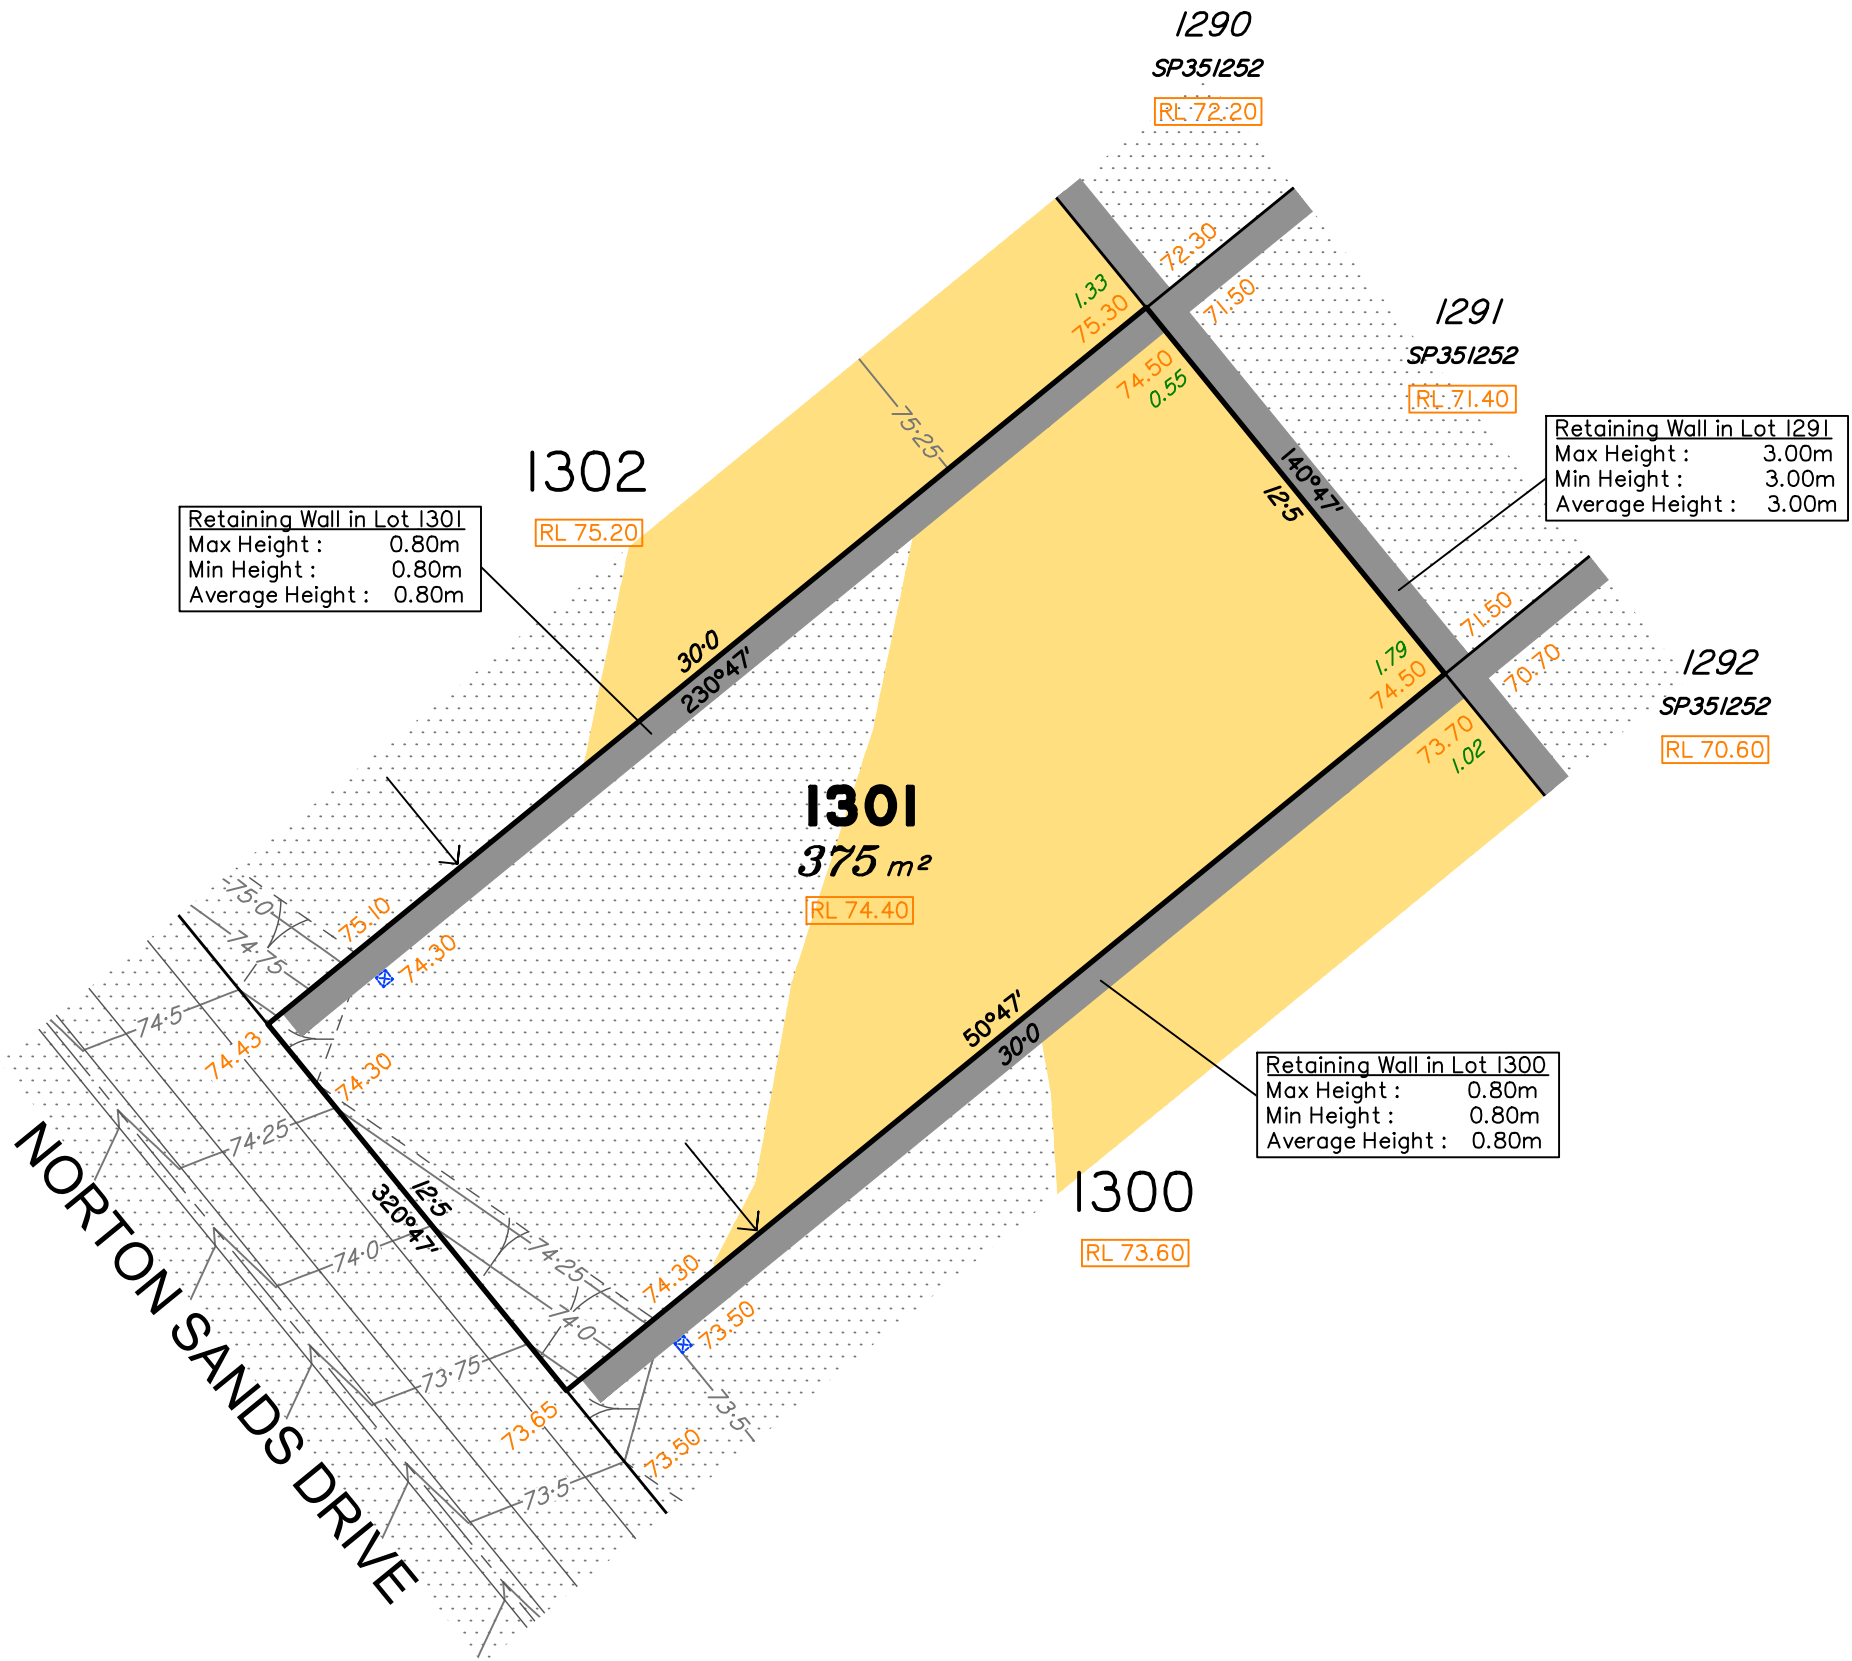 1290
SP351252
RL 72.20
72.30
71.50
1.33
75.30
74.50
0.55
1291
SP351252
RL 71.40
Retaining Wall in Lot 1291
Max Height : 3.00m
Min Height : 3.00m
Average Height : 3.00m
75·25
1302
RL 75.20
140°47'
12·5
Retaining Wall in Lot 1301
Max Height : 0.80m
Min Height : 0.80m
Average Height : 0.80m
30·0
230°47'
71.50
70.70
1.79
74.50
73.70
1.02
1292
SP351252
RL 70.60
1301
375 m²
RL 74.40
75·0
74·75
75.10
74.30
74·5
74.43
74.30
74·25
50°47'
30·0
Retaining Wall in Lot 1300
Max Height : 0.80m
Min Height : 0.80m
Average Height : 0.80m
1300
RL 73.60
12·5
320°47'
74·0
74·25
74·0
74.30
73.50
73·75
73·5
73.65
73.50
73·5
NORTON SANDS DRIVE